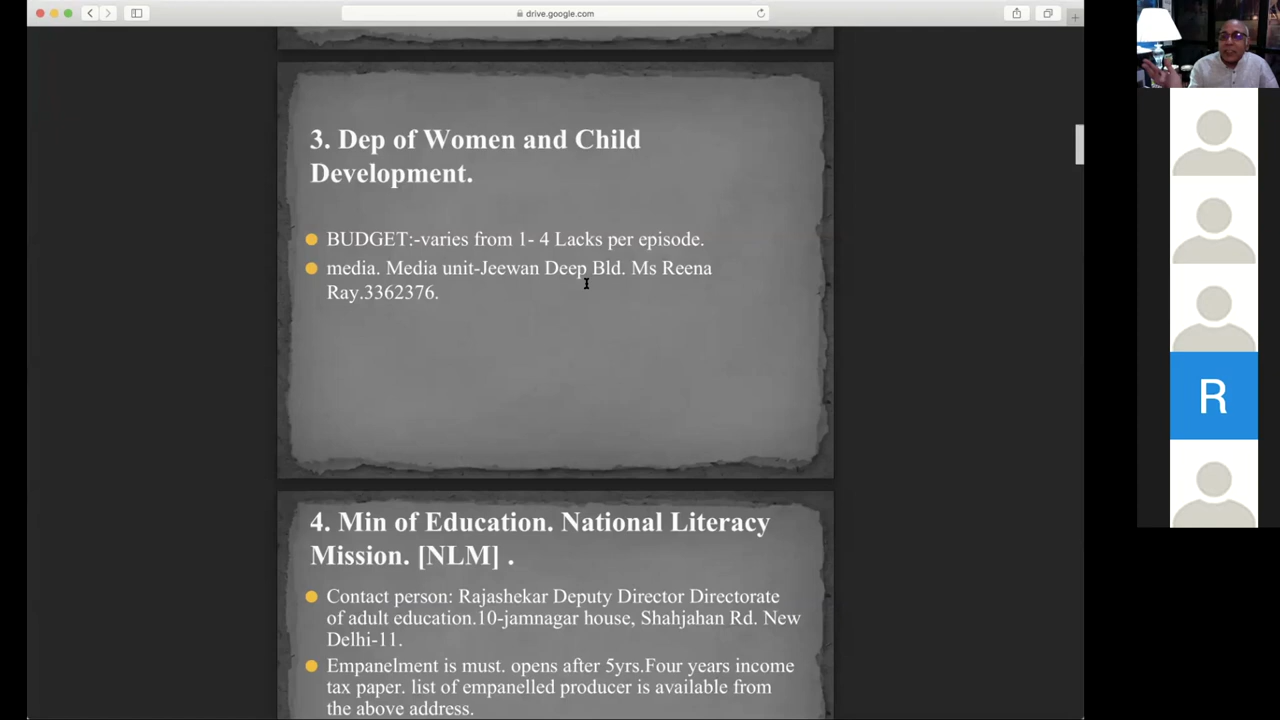 drive.google.com
3. Dep of Women and Child
Development.
BUDGET:-varies from 1- 4 Lacks per episode.
media. Media unit-Jeewan Deep Bld. Ms Reena
Ray.3362376.
4. Min of Education. National Literacy
Mission. [NLM] .
Contact person: Rajashekar Deputy Director Directorate
of adult education.10-jamnagar house, Shahjahan Rd. New
Delhi-11.
Empanelment is must. opens after 5yrs.Four years income
tax paper. list of empanelled producer is available from
the above address.
R